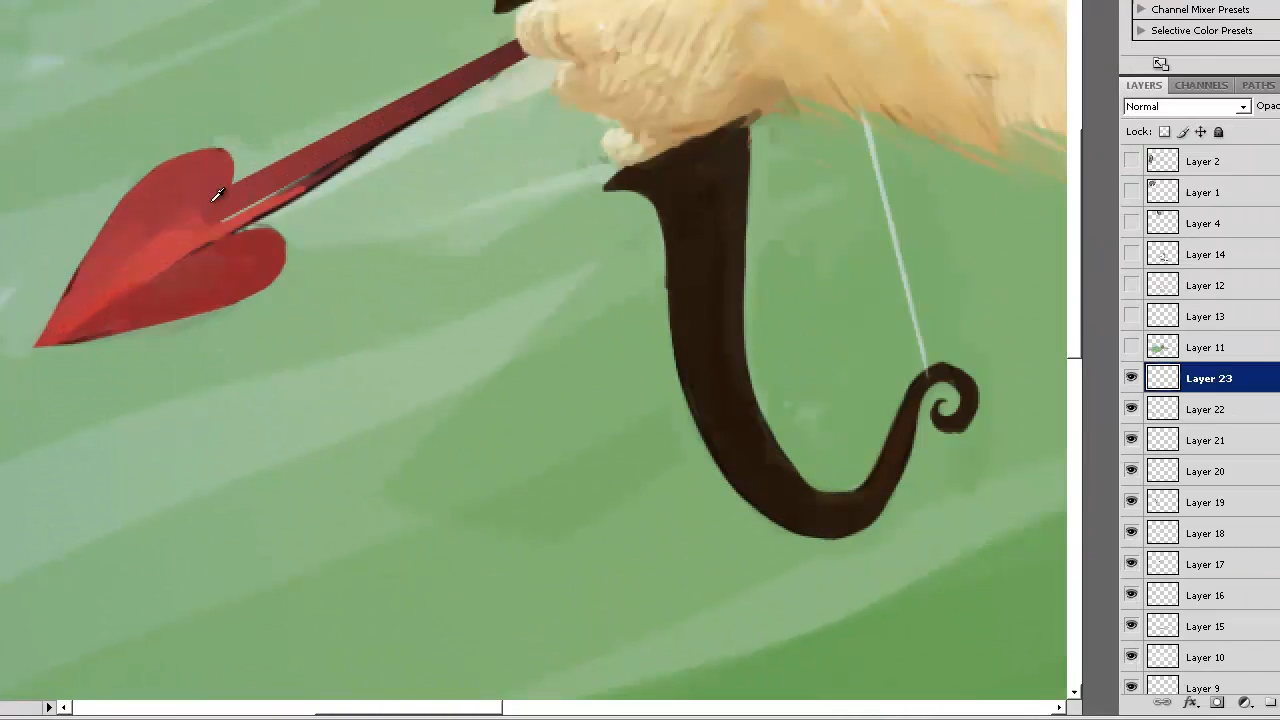 Channel Mixer Presets
Selective Color Presets
LAYERS CHANNELS PATHS
Normal
Lock:
Layer 2
Layer 1
Layer 4
Layer 14
Layer 12
Layer 13
Layer 11
Layer 23
Layer 22
Layer 21
Layer 20
Layer 19
Layer 18
Layer 17
Layer 16
Layer 15
Layer 10
Layer 9